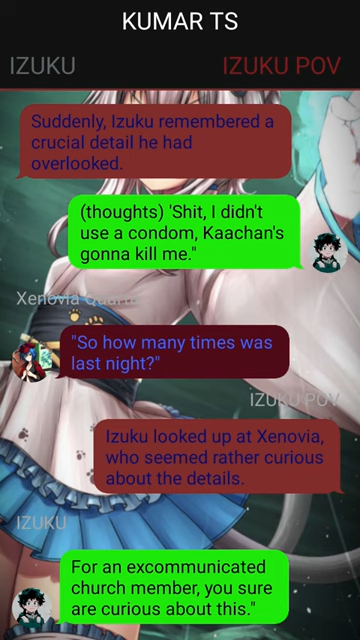 KUMAR TS
IZUKU
IZUKU POV
Suddenly, Izuku remembered a
crucial detail he had
overlooked.
(thoughts) 'Shit, I didn't
use a condom, Kaachan's
gonna kill me."
Xenovia Quarta
"So how many times was
last night?"
IZUKU POV
Izuku looked up at Xenovia,
who seemed rather curious
about the details.
IZUKU
For an excommunicated
church member, you sure
are curious about this."